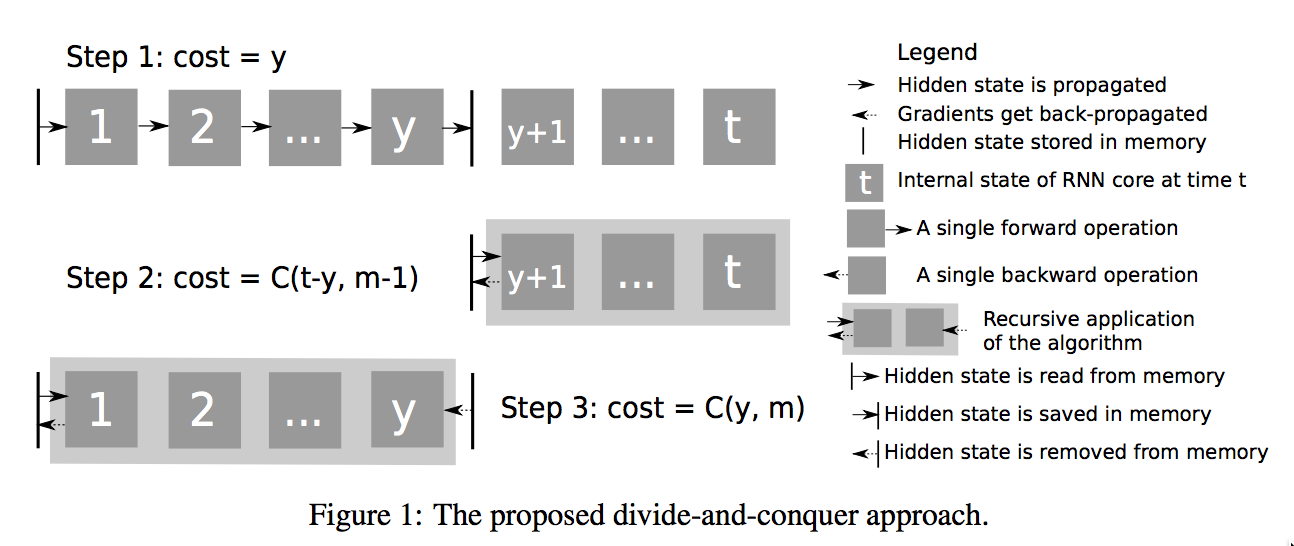 Step 1: cost = y
1 2 ... y y+1 ... t
Step 2: cost = C(t-y, m-1)
y+1 ... t
1 2 ... y
Step 3: cost = C(y, m)
Legend
Hidden state is propagated
Gradients get back-propagated
Hidden state stored in memory
t Internal state of RNN core at time t
A single forward operation
A single backward operation
Recursive application
of the algorithm
Hidden state is read from memory
Hidden state is saved in memory
Hidden state is removed from memory
Figure 1: The proposed divide-and-conquer approach.